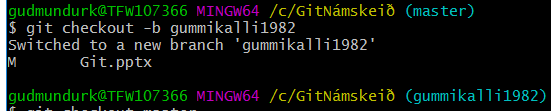 gudmundurk@TFW107366 MINGW64 /c/GitNámskeið (master)
$ git checkout -b gummikalli1982
Switched to a new branch 'gummikalli1982'
M Git.pptx
gudmundurk@TFW107366 MINGW64 /c/GitNámskeið (gummikalli1982)